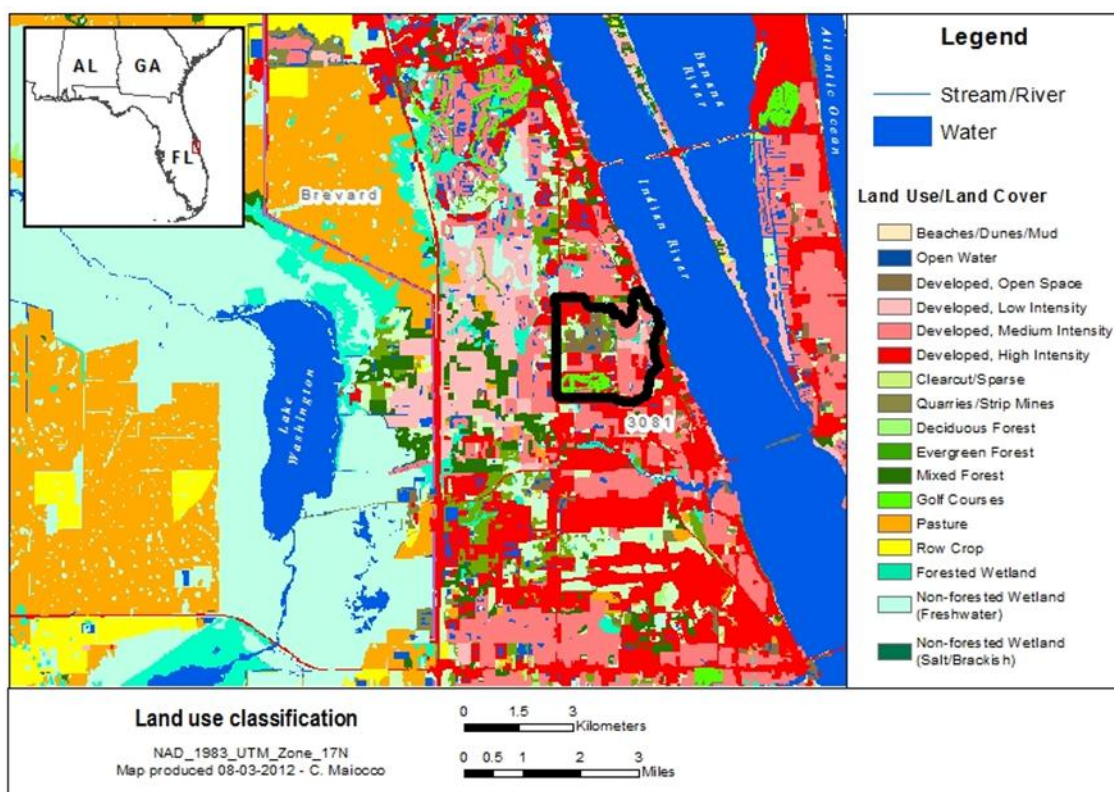 AL
GA
FL
Brevard
Lake
Washington
Indian River
Banana
River
Atlantic Ocean
3081
Legend
Stream/River
Water
Land Use/Land Cover
Beaches/Dunes/Mud
Open Water
Developed, Open Space
Developed, Low Intensity
Developed, Medium Intensity
Developed, High Intensity
Clearcut/Sparse
Quarries/Strip Mines
Deciduous Forest
Evergreen Forest
Mixed Forest
Golf Courses
Pasture
Row Crop
Forested Wetland
Non-forested Wetland
(Freshwater)
Non-forested Wetland
(Salt/Brackish)
Land use classification
NAD_1983_UTM_Zone_17N
Map produced 08-03-2012 - C. Maiocco
0 1.5 3
Kilometers
0 0.5 1 2 3
Miles